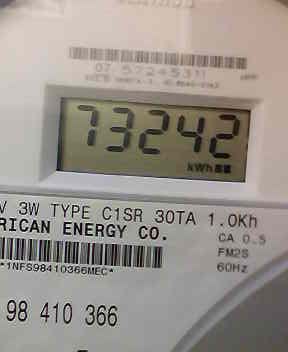 07 57245311
73242
kWh
V 3W TYPE C1SR 30TA 1.0Kh
RICAN ENERGY CO.
CA 0.5
FM2S
*1NFS98410366MEC*
60Hz
98 410 366